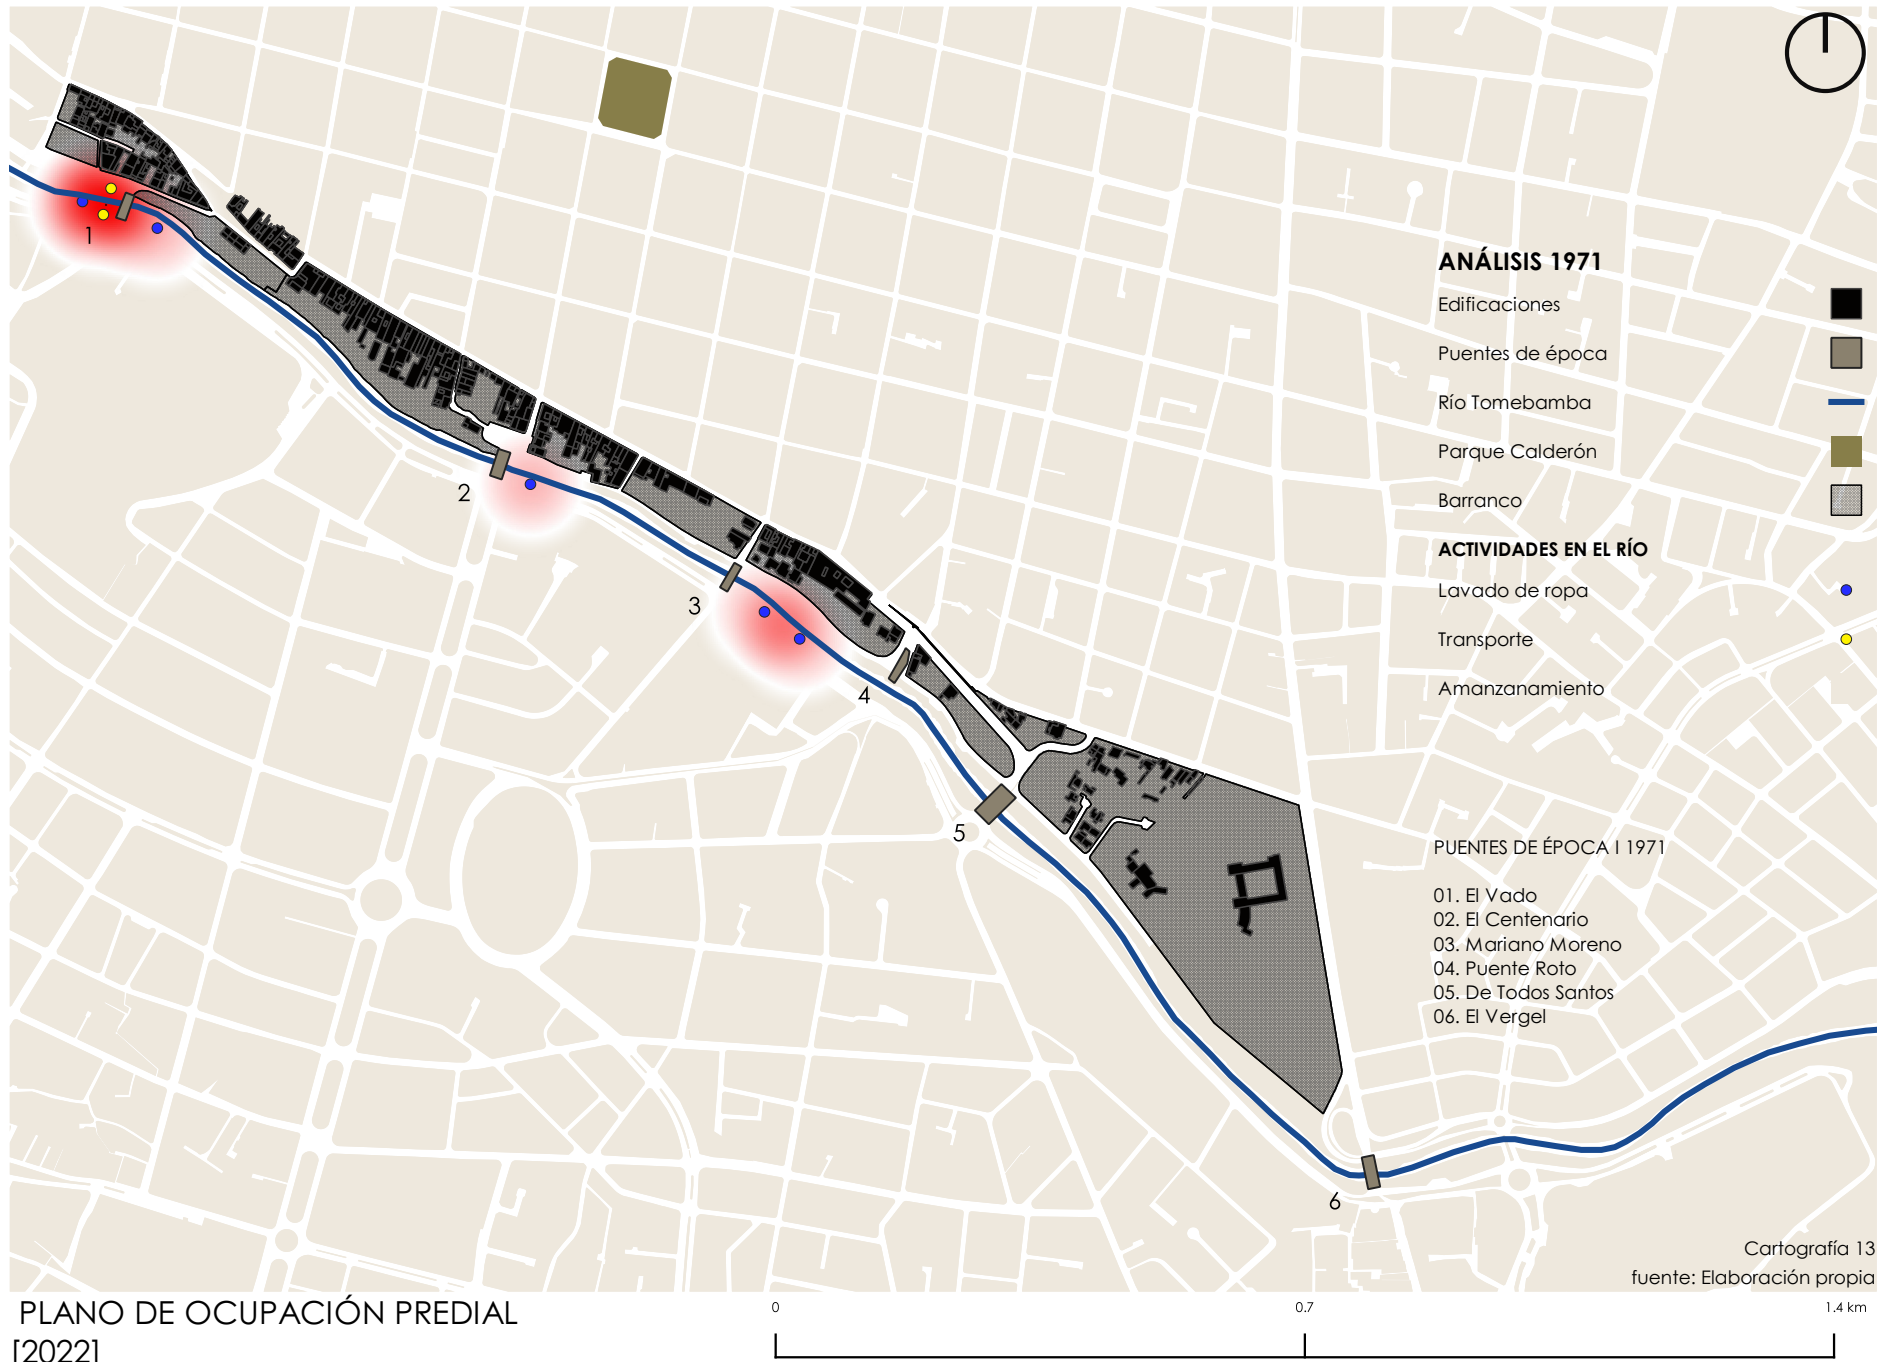 1
2
3
4
5
6
ANÁLISIS 1971
Edificaciones
Puentes de época
Río Tomebamba
Parque Calderón
Barranco
ACTIVIDADES EN EL RÍO
Lavado de ropa
Transporte
Amanzanamiento
PUENTES DE ÉPOCA I 1971
01. El Vado
02. El Centenario
03. Mariano Moreno
04. Puente Roto
05. De Todos Santos
06. El Vergel
Cartografía 13
fuente: Elaboración propia
PLANO DE OCUPACIÓN PREDIAL
[2022]
0 0.7 1.4 km